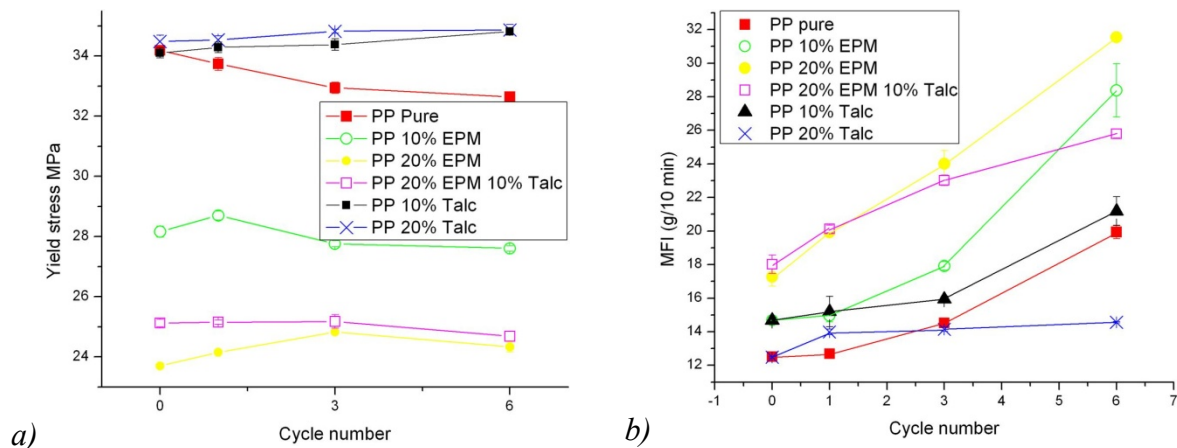 36
34
32
30
28
26
24
Yield stress MPa
PP Pure
PP 10% EPM
PP 20% EPM
PP 20% EPM 10% Talc
PP 10% Talc
PP 20% Talc
0
3
6
Cycle number
a)
32
30
28
26
24
22
20
18
16
14
12
MFI (g/10 min)
PP pure
PP 10% EPM
PP 20% EPM
PP 20% EPM 10% Talc
PP 10% Talc
PP 20% Talc
-1 0 1 2 3 4 5 6 7
Cycle number
b)